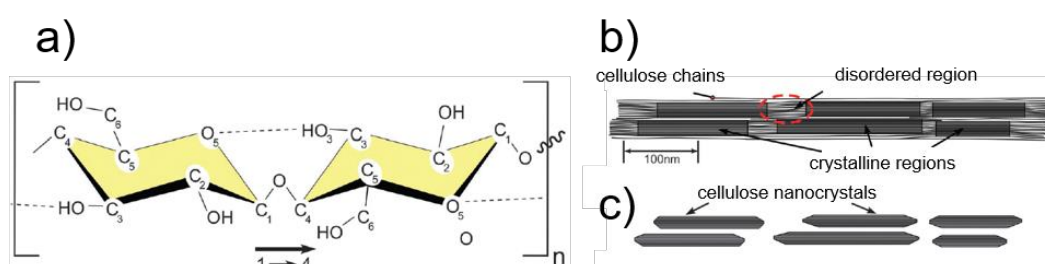 a)
HO
C6
OH
C4
O5
HO3
C3
C1
C5
C2
O
C2
C5
HO
C3
OH
C1
O
C4
O5
HO
C6
O
1→4
n
b)
cellulose chains
disordered region
100nm
crystalline regions
c)
cellulose nanocrystals